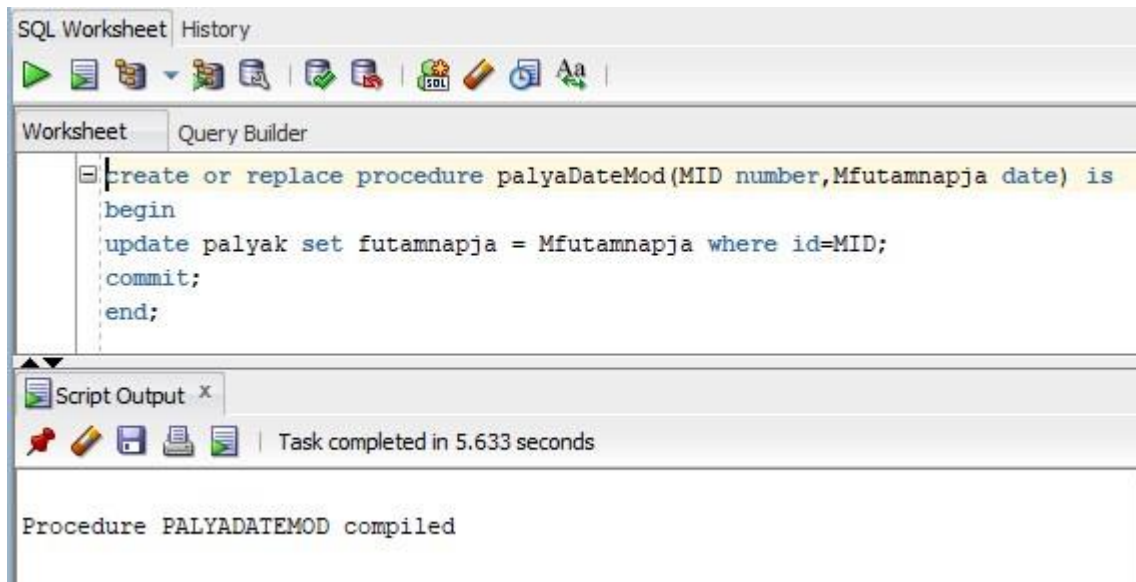 SQL Worksheet History
SQL
Aa
Worksheet Query Builder
create or replace procedure palyaDateMod(MID number,Mfutamnapja date) is
begin
update palyak set futamnapja = Mfutamnapja where id=MID;
commit;
end;
Script Output x
Task completed in 5.633 seconds
Procedure PALYADATEMOD compiled